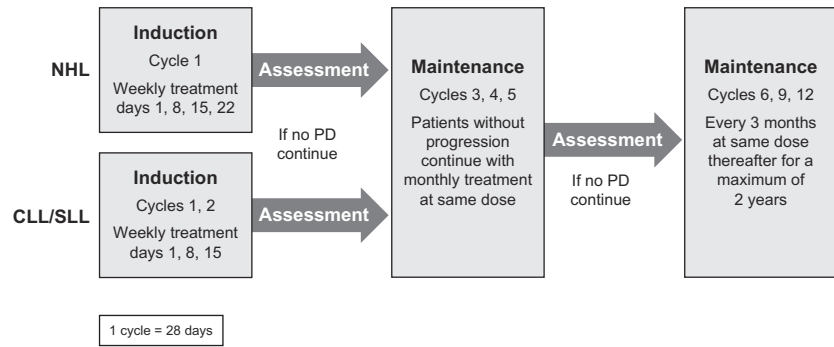 NHL
Induction
Cycle 1
Weekly treatment
days 1, 8, 15, 22
Assessment
If no PD
continue
CLL/SLL
Induction
Cycles 1, 2
Weekly treatment
days 1, 8, 15
Assessment
Maintenance
Cycles 3, 4, 5
Patients without
progression
continue with
monthly treatment
at same dose
Assessment
If no PD
continue
Maintenance
Cycles 6, 9, 12
Every 3 months
at same dose
thereafter for a
maximum of
2 years
1 cycle = 28 days